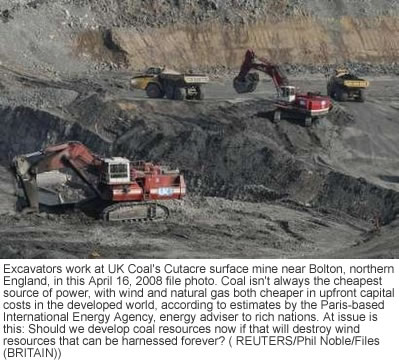 UK
Excavators work at UK Coal's Cutacre surface mine near Bolton, northern
England, in this April 16, 2008 file photo. Coal isn't always the cheapest
source of power, with wind and natural gas both cheaper in upfront capital
costs in the developed world, according to estimates by the Paris-based
International Energy Agency, energy adviser to rich nations. At issue is
this: Should we develop coal resources now if that will destroy wind
resources that can be harnessed forever? ( REUTERS/Phil Noble/Files
(BRITAIN))